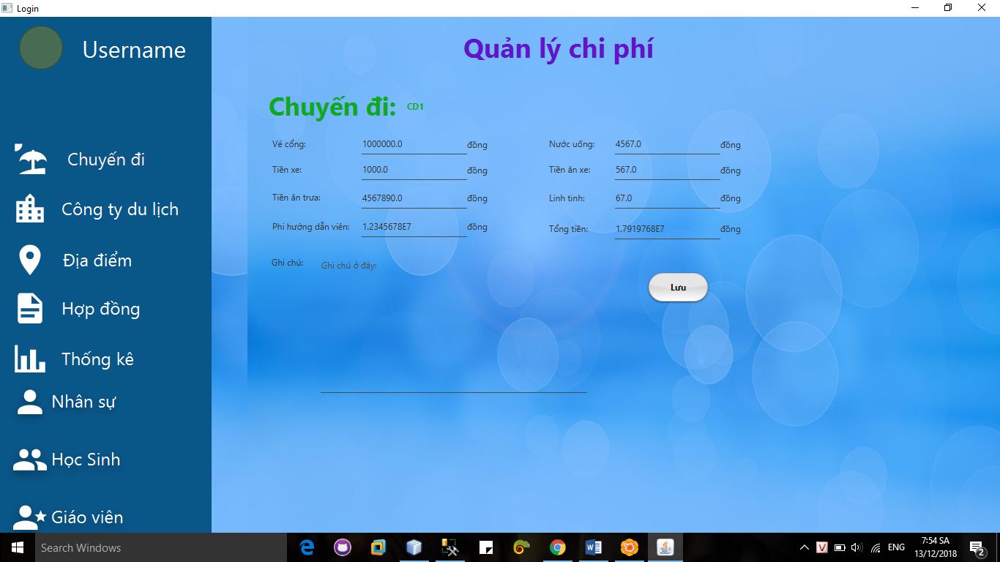 Login
Username
Quản lý chi phí
Chuyến đi: CD1
Vé cổng: 1000000.0 đồng Nước uống: 4567.0 đồng
Chuyến đi
Tiền xe: 1000.0 đồng Tiền ăn xe: 567.0 đồng
Tiền ăn trưa: 4567890.0 đồng Linh tinh: 67.0 đồng
Công ty du lịch
Phí hướng dẫn viên: 1.2345678E7 đồng Tổng tiền: 1.7919768E7 đồng
Địa điểm
Ghi chú: Ghi chú ở đây:
Lưu
Hợp đồng
Thống kê
Nhân sự
Học Sinh
Giáo viên
Search Windows
ENG
7:54 SA
13/12/2018
2